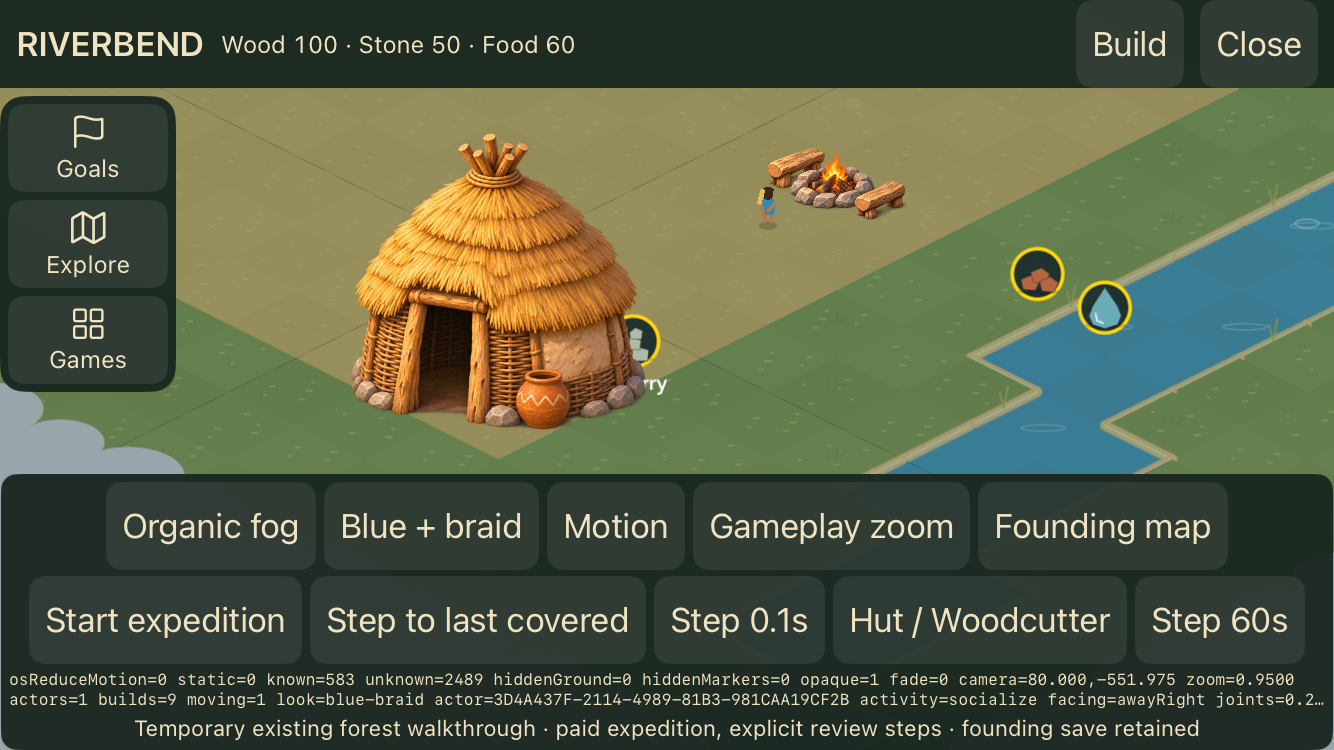 RIVERBEND Wood 100 · Stone 50 · Food 60 Build Close
Goals
Explore
Games
rry
Organic fog Blue + braid Motion Gameplay zoom Founding map
Start expedition Step to last covered Step 0.1s Hut / Woodcutter Step 60s
osReduceMotion=0 static=0 known=583 unknown=2489 hiddenGround=0 hiddenMarkers=0 opaque=1 fade=0 camera=80.000,−551.975 zoom=0.9500
actors=1 builds=9 moving=1 look=blue-braid actor=3D4A437F-2114-4989-81B3-981CAA19CF2B activity=socialize facing=awayRight joints=0.2…
Temporary existing forest walkthrough · paid expedition, explicit review steps · founding save retained